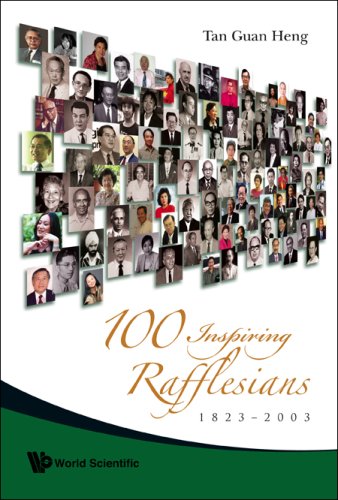 Tan Guan Heng
100 Inspiring
Rafflesians
1823–2003
World Scientific